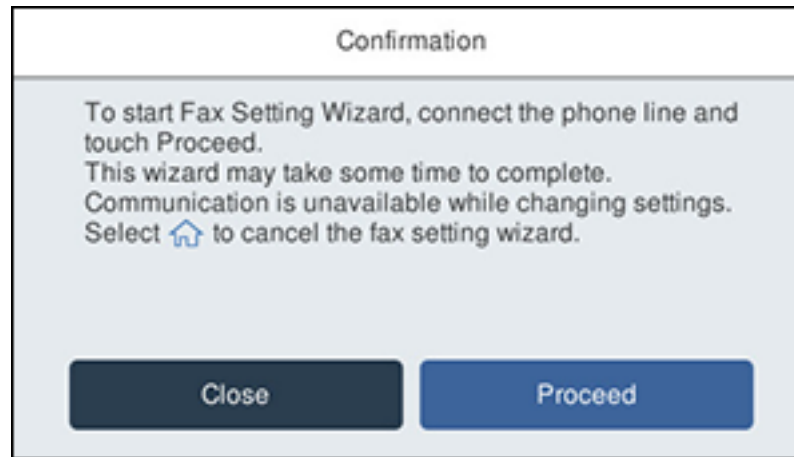 Confirmation
To start Fax Setting Wizard, connect the phone line and
touch Proceed.
This wizard may take some time to complete.
Communication is unavailable while changing settings.
Select to cancel the fax setting wizard.
Close
Proceed